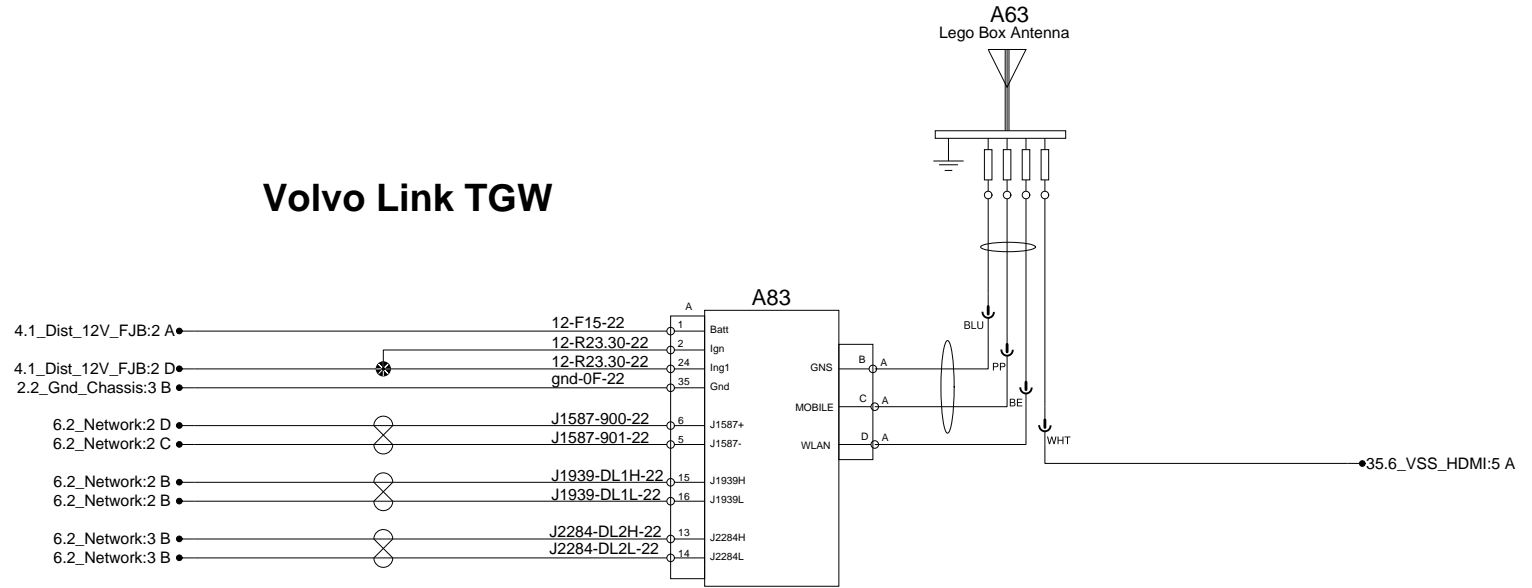 A63
Lego Box Antenna
Volvo Link TGW
A83
A
4.1_Dist_12V_FJB:2 A
12-F15-22
1
Batt
12-R23.30-22
2
Ign
4.1_Dist_12V_FJB:2 D
12-R23.30-22
24
Ing1
2.2_Gnd_Chassis:3 B
gnd-0F-22
35
Gnd
6.2_Network:2 D
J1587-900-22
6
J1587+
6.2_Network:2 C
J1587-901-22
5
J1587-
6.2_Network:2 B
J1939-DL1H-22
15
J1939H
6.2_Network:2 B
J1939-DL1L-22
16
J1939L
6.2_Network:3 B
J2284-DL2H-22
13
J2284H
6.2_Network:3 B
J2284-DL2L-22
14
J2284L
GNS
B
A
BLU
MOBILE
C
A
PP
WLAN
D
A
BE
WHT
35.6_VSS_HDMI:5 A